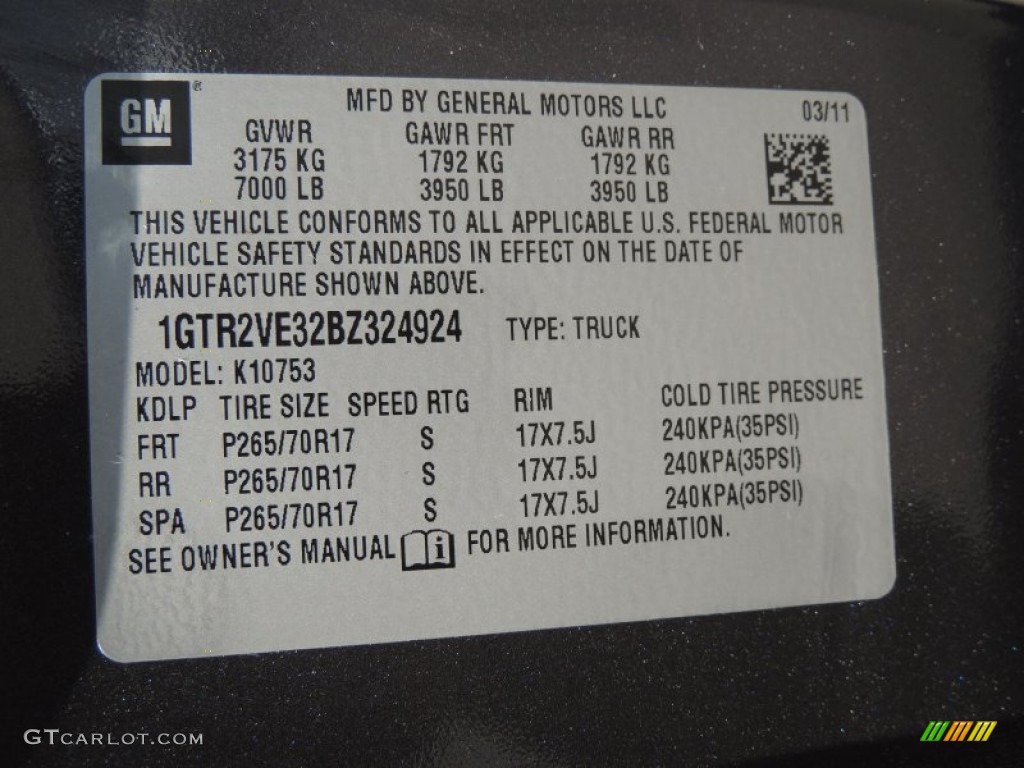 GM ®
MFD BY GENERAL MOTORS LLC 03/11
GVWR GAWR FRT GAWR RR
3175 KG 1792 KG 1792 KG
7000 LB 3950 LB 3950 LB
THIS VEHICLE CONFORMS TO ALL APPLICABLE U.S. FEDERAL MOTOR
VEHICLE SAFETY STANDARDS IN EFFECT ON THE DATE OF
MANUFACTURE SHOWN ABOVE.
1GTR2VE32BZ324924 TYPE: TRUCK
MODEL: K10753
KDLP TIRE SIZE SPEED RTG RIM COLD TIRE PRESSURE
FRT P265/70R17 S 17X7.5J 240KPA(35PSI)
RR P265/70R17 S 17X7.5J 240KPA(35PSI)
SPA P265/70R17 S 17X7.5J 240KPA(35PSI)
SEE OWNER'S MANUAL i FOR MORE INFORMATION.
GTCARLOT.COM